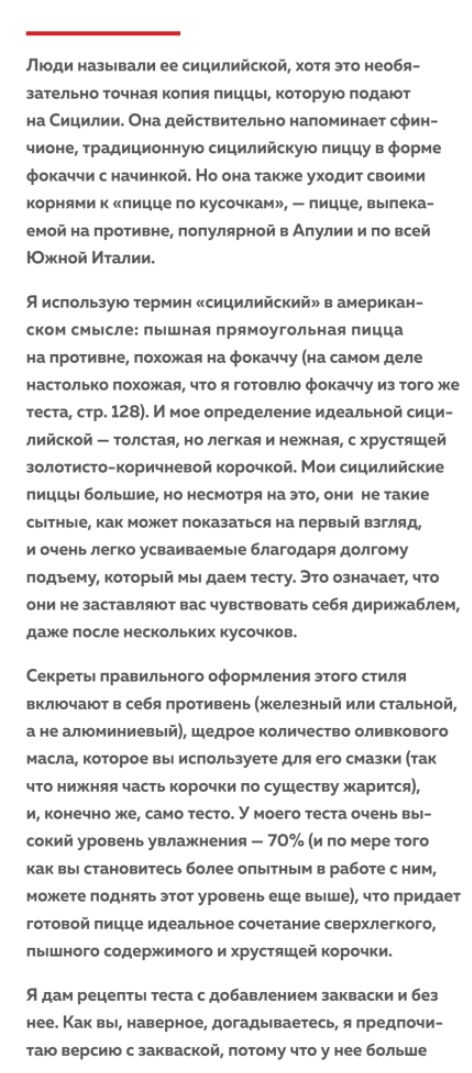 Люди называли ее сицилийской, хотя это необя-
зательно точная копия пиццы, которую подают
на Сицилии. Она действительно напоминает сфин-
чионе, традиционную сицилийскую пиццу в форме
фокаччи с начинкой. Но она также уходит своими
корнями к «пицце по кусочкам», — пицце, выпека-
емой на противне, популярной в Апулии и по всей
Южной Италии.
Я использую термин «сицилийский» в американ-
ском смысле: пышная прямоугольная пицца
на противне, похожая на фокаччу (на самом деле
настолько похожая, что я готовлю фокаччу из того же
теста, стр. 128). И мое определение идеальной сици-
лийской — толстая, но легкая и нежная, с хрустящей
золотисто-коричневой корочкой. Мои сицилийские
пиццы большие, но несмотря на это, они не такие
сытные, как может показаться на первый взгляд,
и очень легко усваиваемые благодаря долгому
подъему, который мы даем тесту. Это означает, что
они не заставляют вас чувствовать себя дирижаблем,
даже после нескольких кусочков.
Секреты правильного оформления этого стиля
включают в себя противень (железный или стальной,
а не алюминиевый), щедрое количество оливкового
масла, которое вы используете для его смазки (так
что нижняя часть корочки по существу жарится),
и, конечно же, само тесто. У моего теста очень вы-
сокий уровень увлажнения — 70% (и по мере того
как вы становитесь более опытным в работе с ним,
можете поднять этот уровень еще выше), что придает
готовой пицце идеальное сочетание сверхлегкого,
пышного содержимого и хрустящей корочки.
Я дам рецепты теста с добавлением закваски и без
нее. Как вы, наверное, догадываетесь, я предпочи-
таю версию с закваской, потому что у нее больше